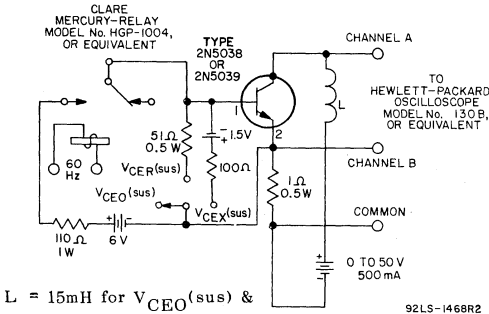 CLARE
MERCURY-RELAY
MODEL No. HGP-1004,
OR EQUIVALENT
TYPE
2N5038
OR
2N5039
CHANNEL A
TO
HEWLETT-PACKARD
OSCILLOSCOPE
MODEL No. 130B,
OR EQUIVALENT
L
1
2
51Ω
0.5W
- 1.5V
+
100Ω
60
Hz
VCER(sus)
VCEO(sus)
VCEX(sus)
CHANNEL B
1Ω
0.5W
COMMON
110Ω
1W
+ -
6V
+
-
0 TO 50V
500mA
L = 15mH for VCEO(sus) &
92LS-1468R2